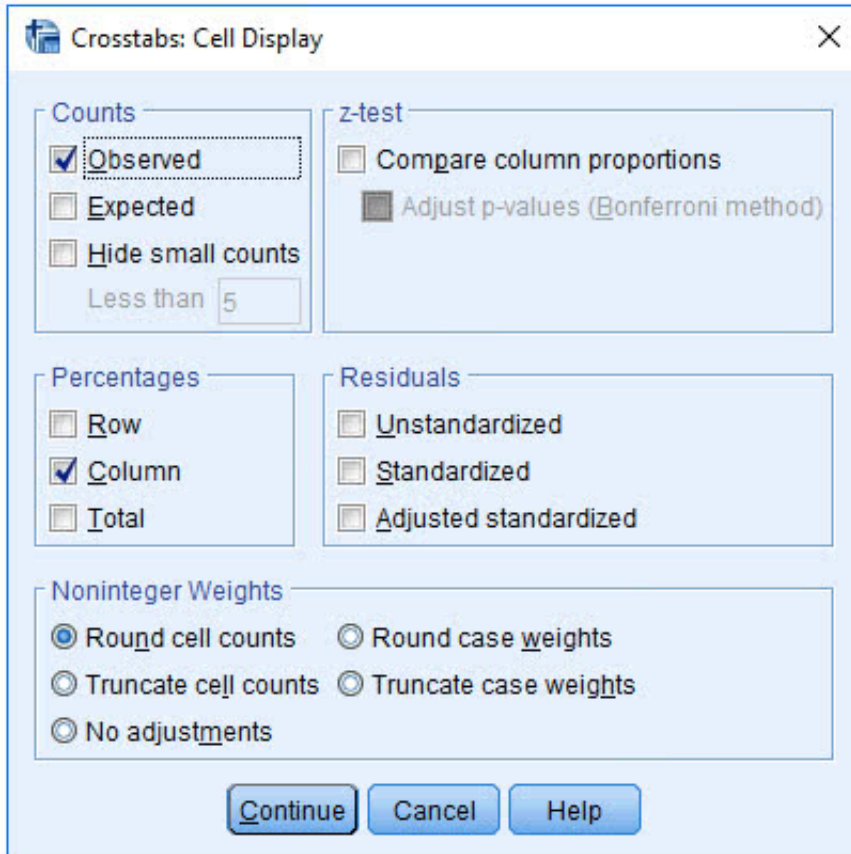 Crosstabs: Cell Display
Counts
Observed
Expected
Hide small counts
Less than 5
z-test
Compare column proportions
Adjust p-values (Bonferroni method)
Percentages
Row
Column
Total
Residuals
Unstandardized
Standardized
Adjusted standardized
Noninteger Weights
Round cell counts
Round case weights
Truncate cell counts
Truncate case weights
No adjustments
Continue
Cancel
Help